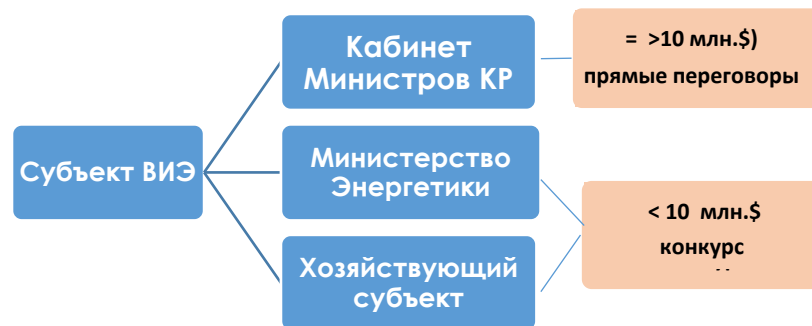 Кабинет
Министров КР
= >10 млн.$)
прямые переговоры
Субъект ВИЭ
Министерство
Энергетики
< 10 млн.$
конкурс
Хозяйствующий
субъект